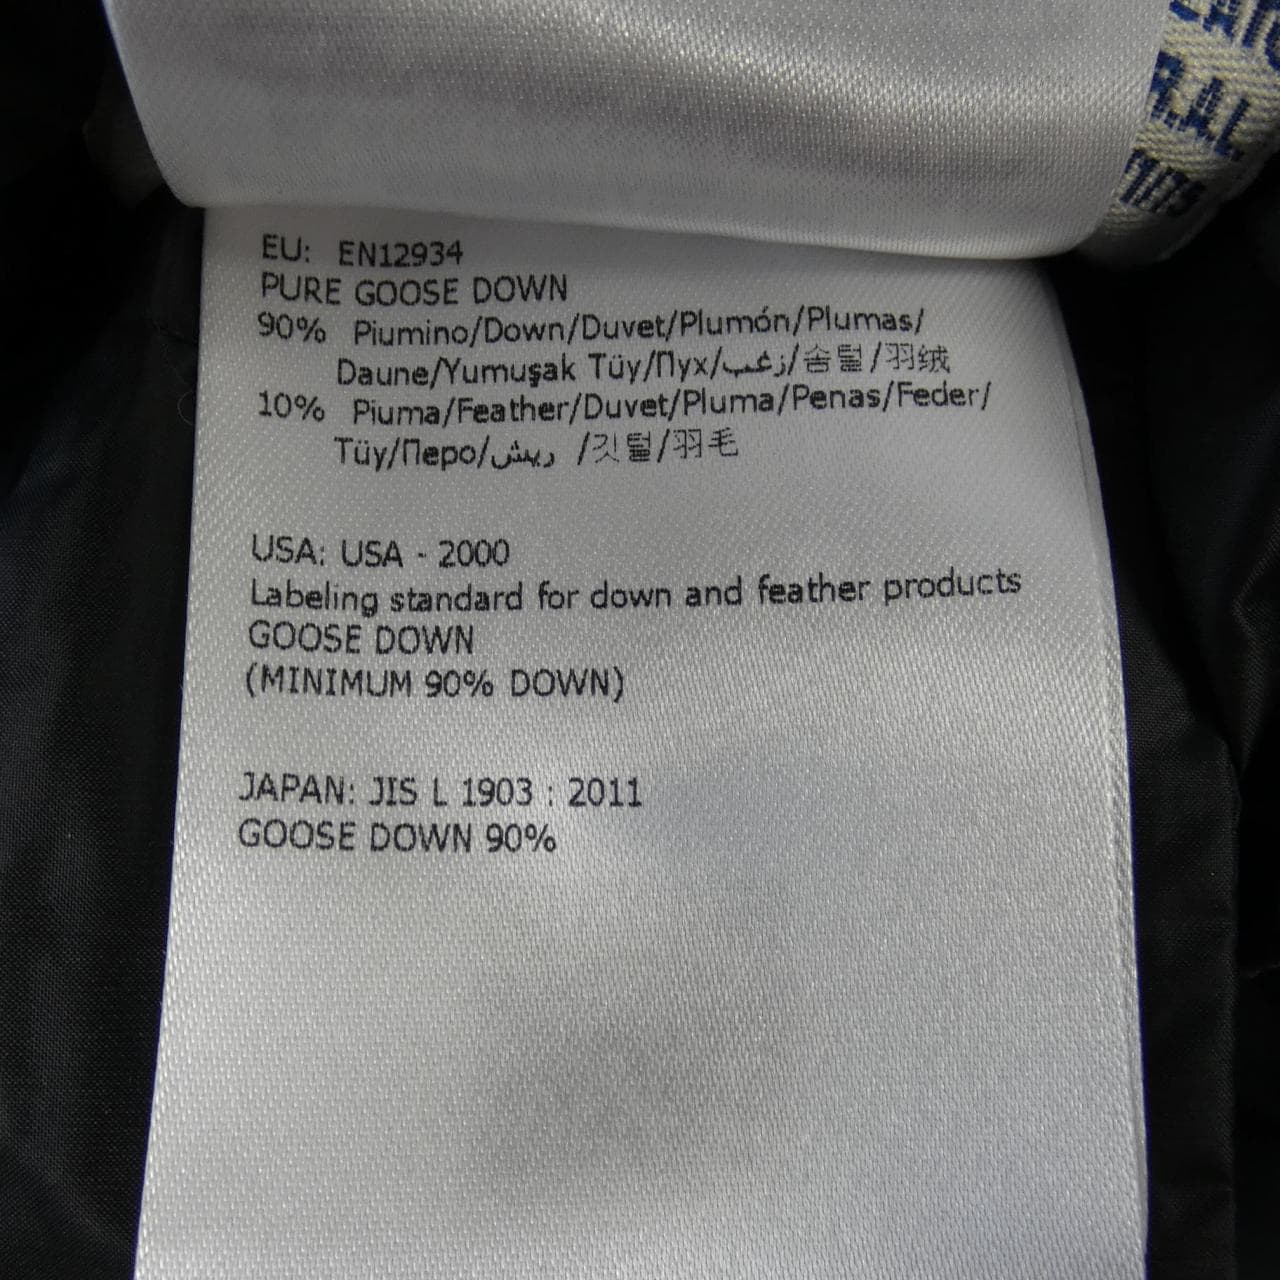 R.A.L.
EU: EN12934
PURE GOOSE DOWN
90% Piumino/Down/Duvet/Plumón/Plumas/
Daune/Yumuşak Tüy/Пух/زغب/솜털/羽绒
10% Piuma/Feather/Duvet/Pluma/Penas/Feder/
Tüy/Перо/ريش /깃털/羽毛
USA: USA - 2000
Labeling standard for down and feather products
GOOSE DOWN
(MINIMUM 90% DOWN)
JAPAN: JIS L 1903 : 2011
GOOSE DOWN 90%